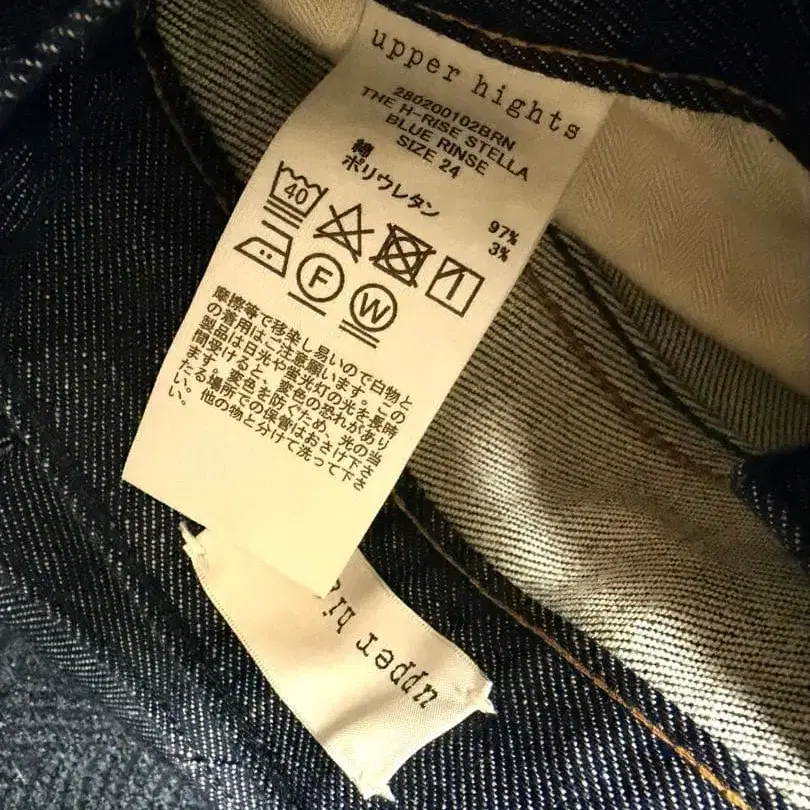 upper hights
280200102BRN
THE H-RISE STELLA
BLUE RINSE
SIZE 24
綿 97%
ポリウレタン 3%
40
F
W
摩擦等で移染し易いので白物と
の着用はご注意願います。この
製品は日光や蛍光灯の光を長時
間受けると、変色の恐れがあり
ます。変色を防ぐため、光の当
たる場所での保管はおさけ下さ
い。 他の物と分けて洗って下さ
い。
upper hi